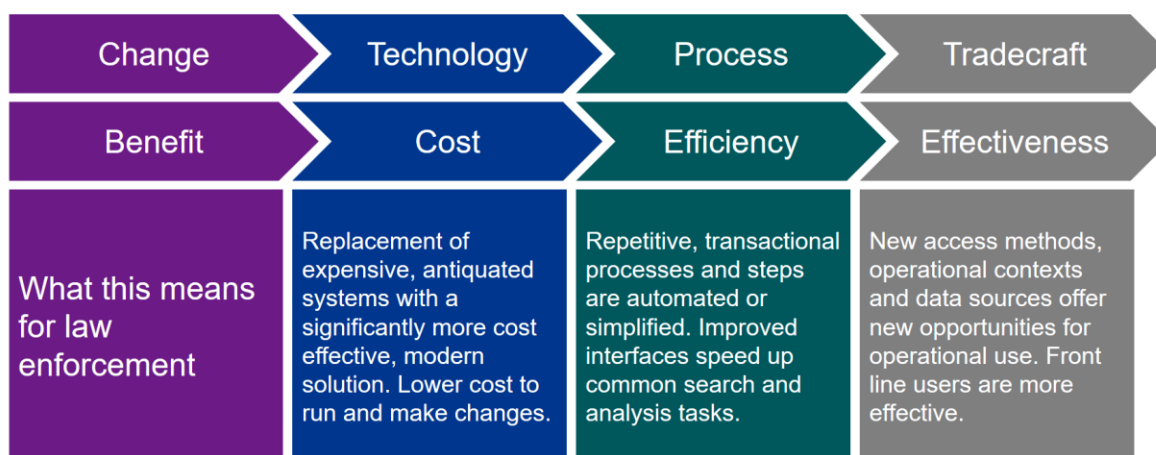 Change
Technology
Process
Tradecraft
Benefit
Cost
Efficiency
Effectiveness
What this means
for law
enforcement
Replacement of
expensive, antiquated
systems with a
significantly more cost
effective, modern
solution. Lower cost to
run and make changes.
Repetitive, transactional
processes and steps
are automated or
simplified. Improved
interfaces speed up
common search and
analysis tasks.
New access methods,
operational contexts
and data sources offer
new opportunities for
operational use. Front
line users are more
effective.